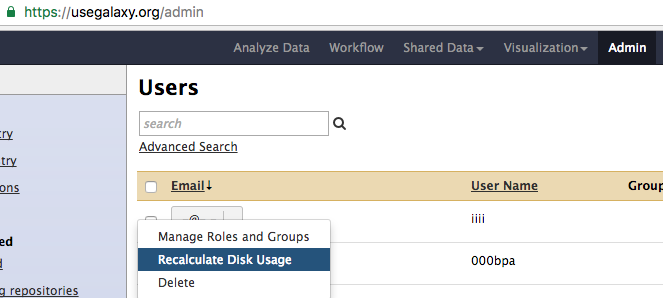 https://usegalaxy.org/admin
Analyze Data Workflow Shared Data Visualization Admin
Users
search
Advanced Search
Email User Name Group
iiii
000bpa
Manage Roles and Groups
Recalculate Disk Usage
Delete
try
try
ons
ed
d
g repositories